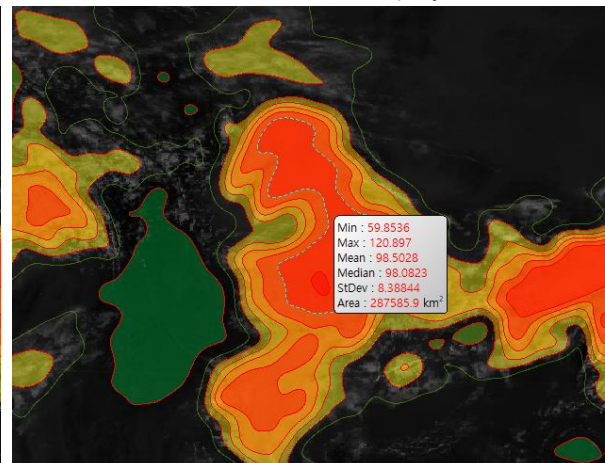 Min : 59.8536
Max : 120.897
Mean : 98.5028
Median : 98.0823
StDev : 8.38844
Area : 287585.9 km²